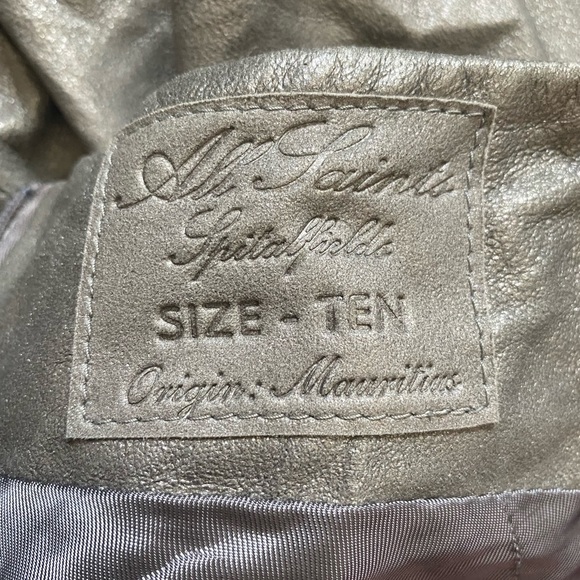 All Saints
Spitalfields
SIZE - TEN
Origin: Mauritius